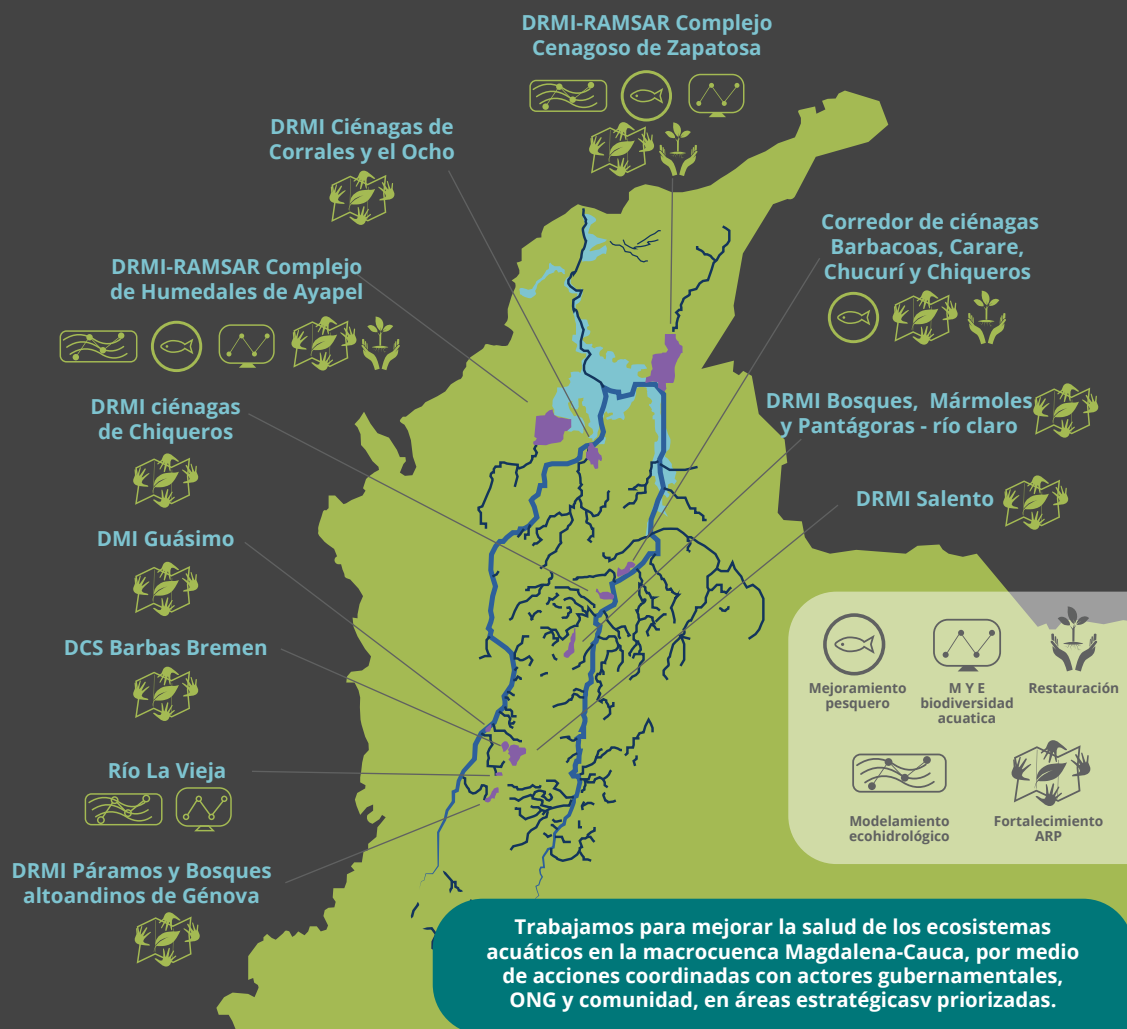 DRMI-RAMSAR Complejo
Cenagoso de Zapatosa
DRMI Ciénagas de
Corrales y el Ocho
Corredor de ciénagas
Barbacoas, Carare,
Chucurí y Chiqueros
DRMI-RAMSAR Complejo
de Humedales de Ayapel
DRMI ciénagas
de Chiqueros
DRMI Bosques, Mármoles
y Pantágoras - río claro
DRMI Salento
DMI Guásimo
DCS Barbas Bremen
Río La Vieja
DRMI Páramos y Bosques
altoandinos de Génova
Mejoramiento
pesquero
M Y E
biodiversidad
acuatica
Restauración
Modelamiento
ecohidrológico
Fortalecimiento
ARP
Trabajamos para mejorar la salud de los ecosistemas
acuáticos en la macrocuenca Magdalena-Cauca, por medio
de acciones coordinadas con actores gubernamentales,
ONG y comunidad, en áreas estratégicasv priorizadas.